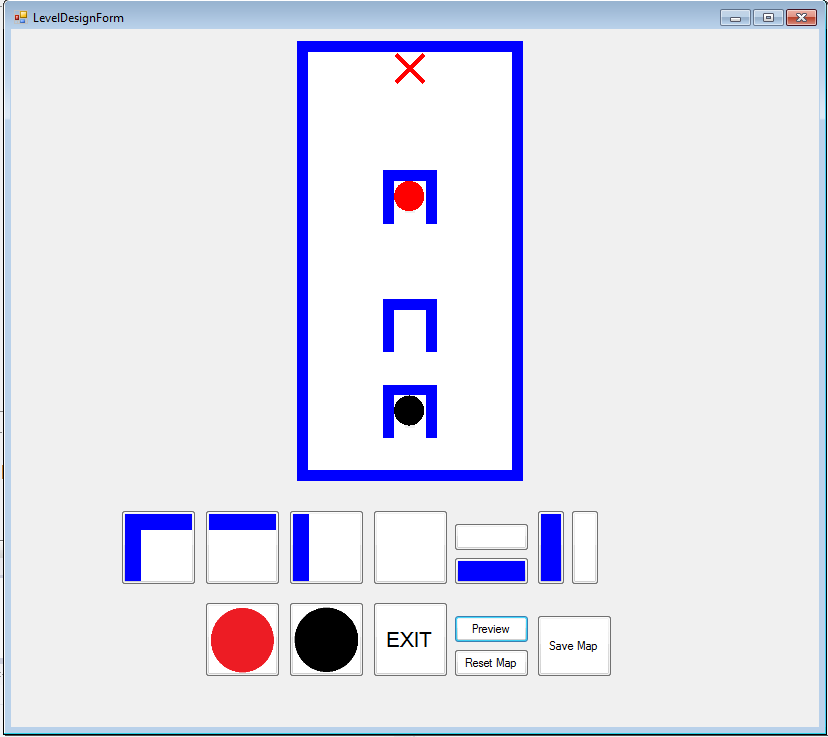 LevelDesignForm
EXIT
Preview
Reset Map
Save Map